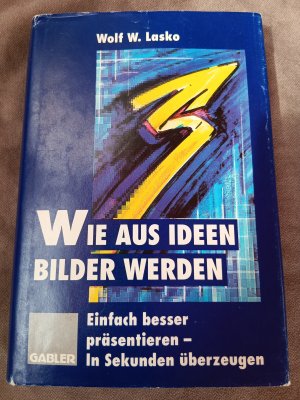 Wolf W. Lasko
WIE AUS IDEEN
BILDER WERDEN
Einfach besser
präsentieren –
In Sekunden überzeugen
GABLER